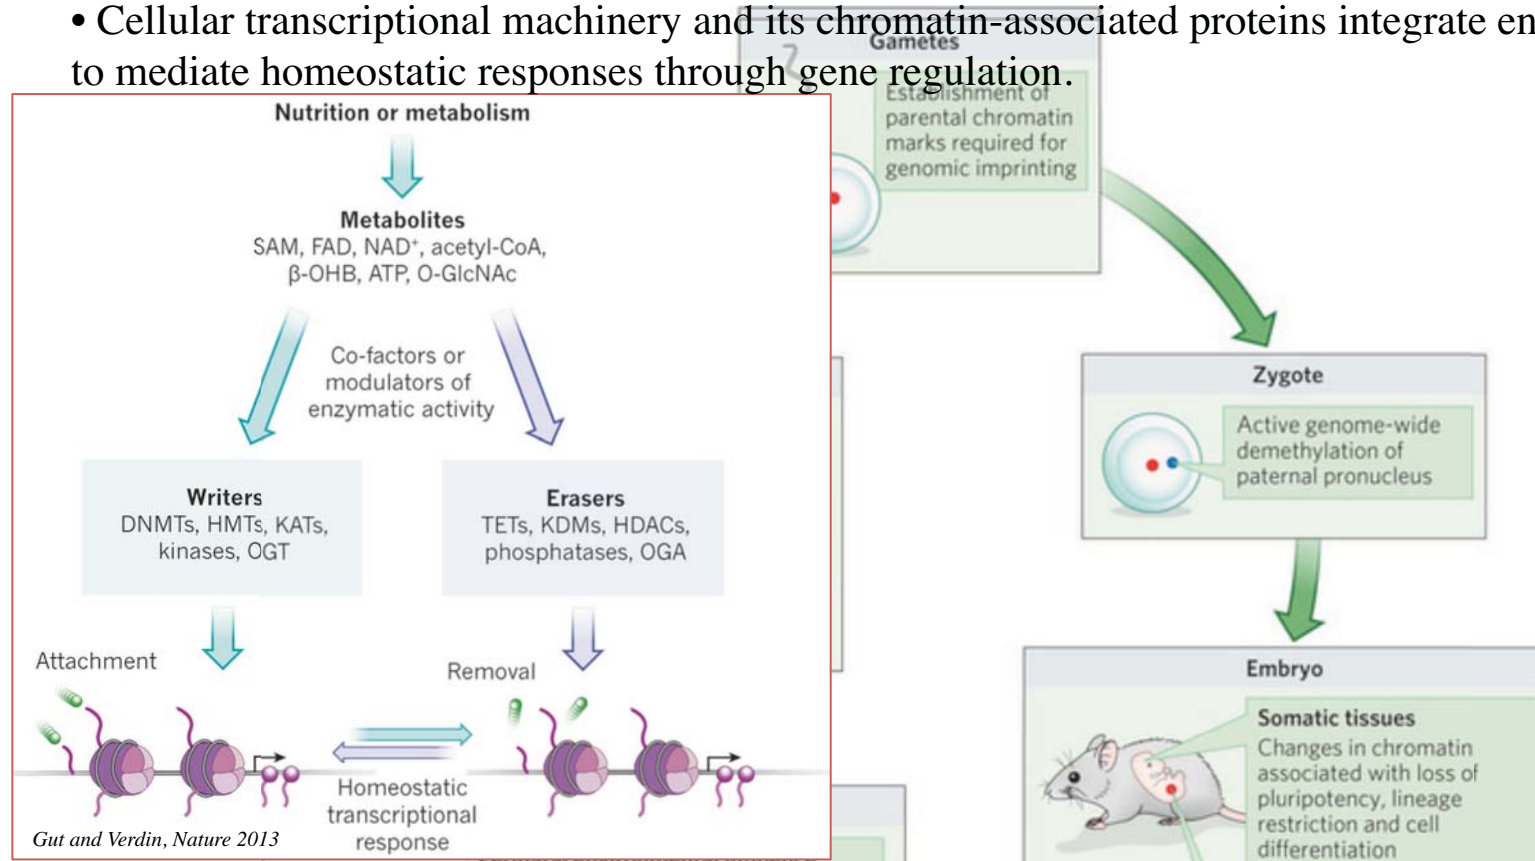 • Cellular transcriptional machinery and its chromatin-associated proteins integrate en
to mediate homeostatic responses through gene regulation.
Nutrition or metabolism
Metabolites
SAM, FAD, NAD⁺, acetyl-CoA,
β-OHB, ATP, O-GlcNAc
Co-factors or
modulators of
enzymatic activity
Writers
DNMTs, HMTs, KATs,
kinases, OGT
Erasers
TETs, KDMs, HDACs,
phosphatases, OGA
Attachment
Removal
Homeostatic
transcriptional
response
Gut and Verdin, Nature 2013
Gametes
Establishment of
parental chromatin
marks required for
genomic imprinting
Zygote
Active genome-wide
demethylation of
paternal pronucleus
Embryo
Somatic tissues
Changes in chromatin
associated with loss of
pluripotency, lineage
restriction and cell
differentiation